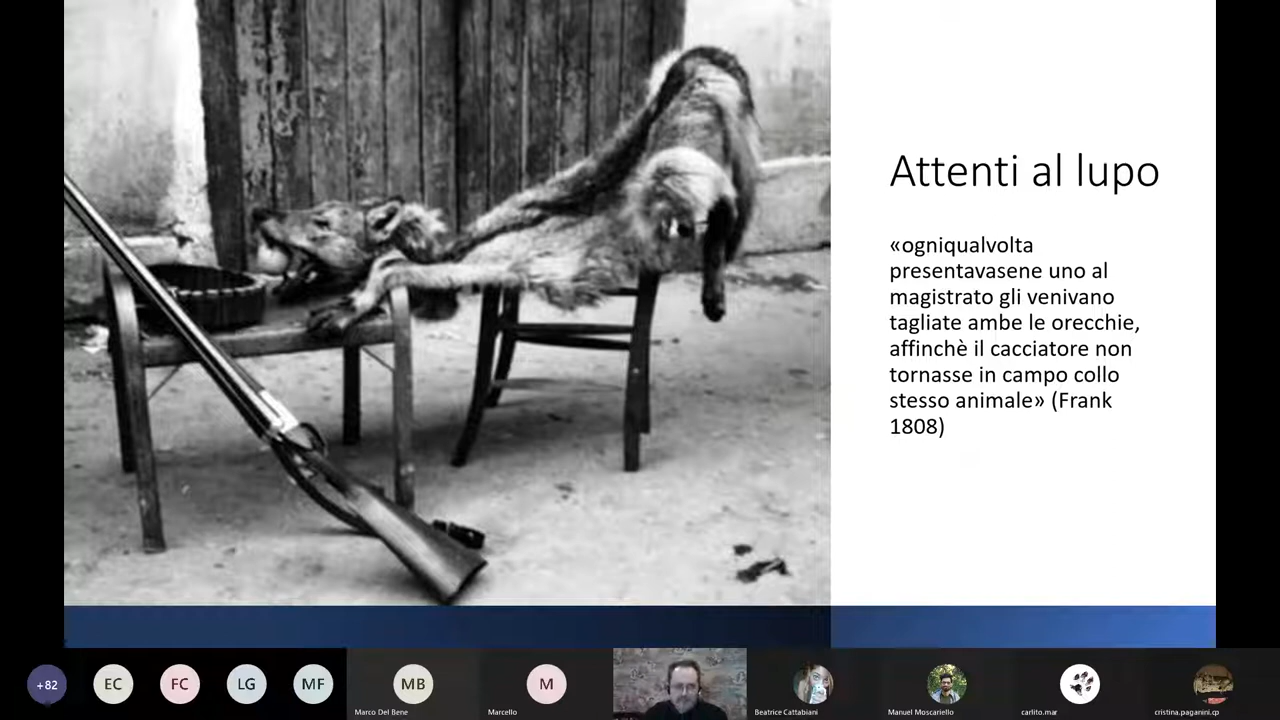 Attenti al lupo
«ogniqualvolta
presentavasene uno al
magistrato gli venivano
tagliate ambe le orecchie,
affinchè il cacciatore non
tornasse in campo collo
stesso animale» (Frank
1808)
+82
EC
FC
LG
MF
MB
M
Marco Del Bene
Marcello
Beatrice Cattabiani
Manuel Moscariello
carlito.mar
cristina.paganini.cp